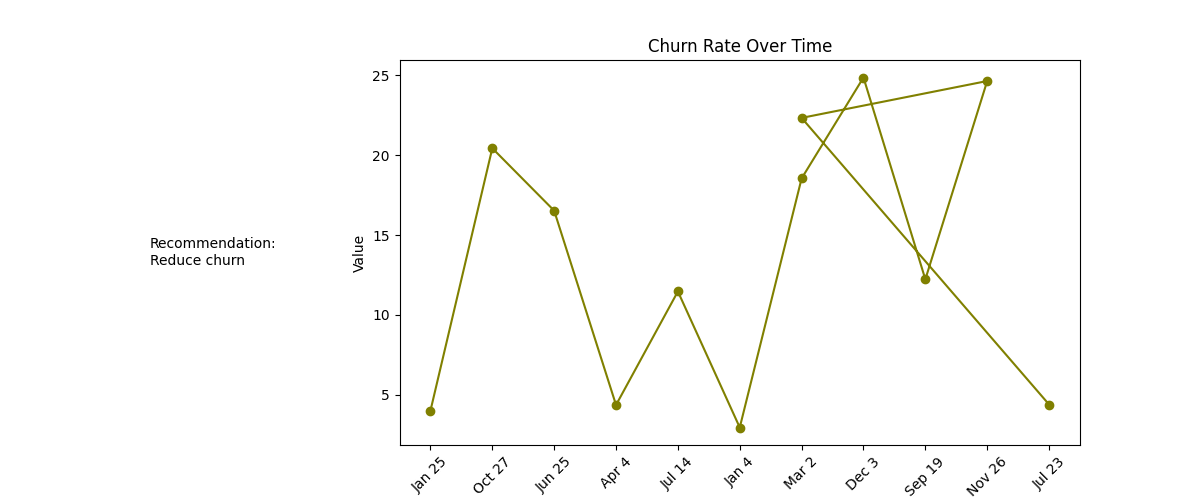 Churn Rate Over Time
Recommendation:
Reduce churn
Value
25
20
15
10
5
Jan 25
Oct 27
Jun 25
Apr 4
Jul 14
Jan 4
Mar 2
Dec 3
Sep 19
Nov 26
Jul 23